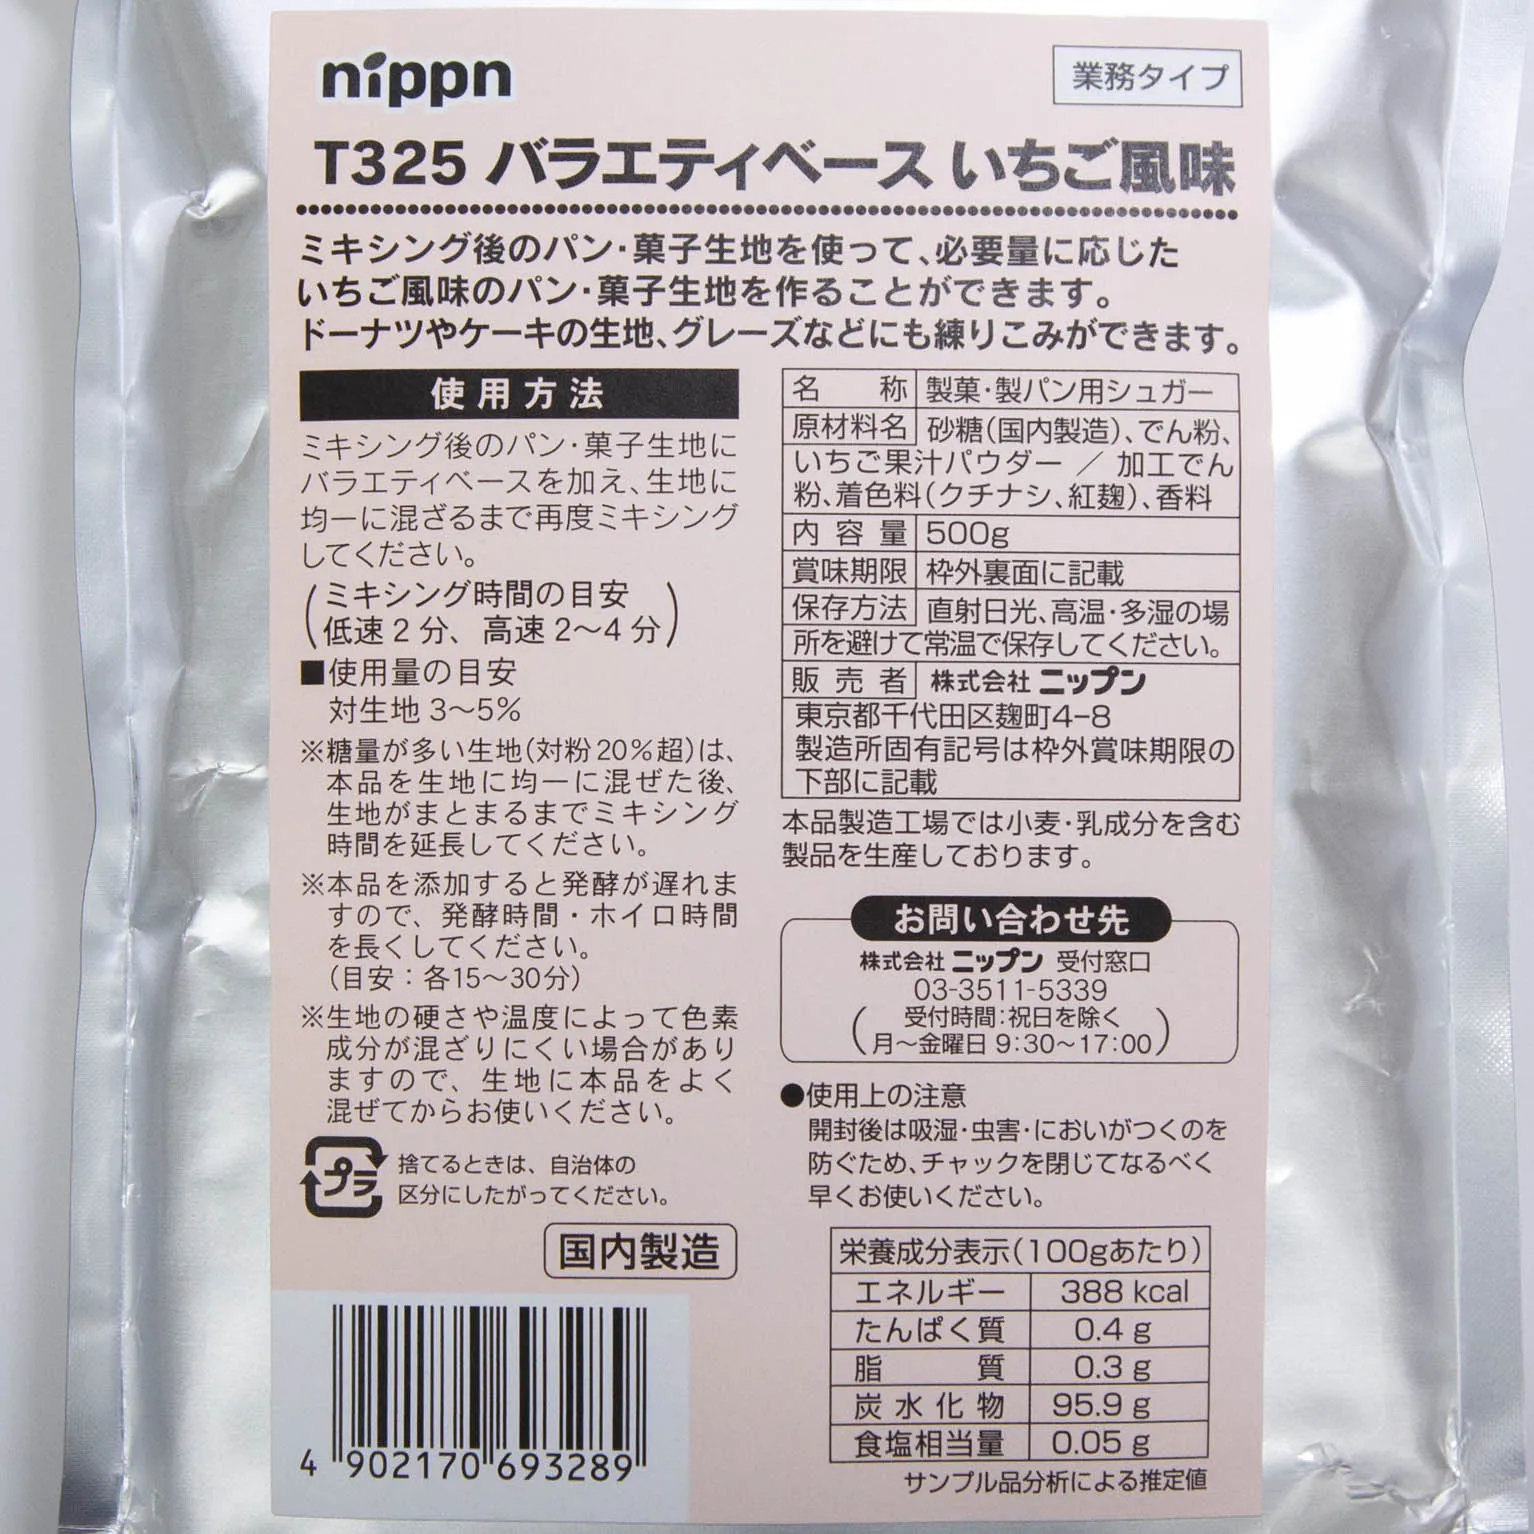 nippn
業務タイプ
T325 バラエティベース いちご風味
ミキシング後のパン・菓子生地を使って、必要量に応じた
いちご風味のパン・菓子生地を作ることができます。
ドーナツやケーキの生地、グレーズなどにも練りこみができます。
使用方法
ミキシング後のパン・菓子生地に
バラエティベースを加え、生地に
均一に混ざるまで再度ミキシング
してください。
(ミキシング時間の目安
低速2分、高速2〜4分)
■使用量の目安
対生地 3〜5%
※糖量が多い生地(対粉20%超)は、
本品を生地に均一に混ぜた後、
生地がまとまるまでミキシング
時間を延長してください。
※本品を添加すると発酵が遅れま
すので、発酵時間・ホイロ時間
を長くしてください。
(目安：各15〜30分)
※生地の硬さや温度によって色素
成分が混ざりにくい場合があり
ますので、生地に本品をよく
混ぜてからお使いください。
プラ
捨てるときは、自治体の
区分にしたがってください。
国内製造
4 902170 693289
名称 製菓・製パン用シュガー
原材料名 砂糖(国内製造)、でん粉、
いちご果汁パウダー ／ 加工でん
粉、着色料(クチナシ、紅麹)、香料
内容量 500g
賞味期限 枠外裏面に記載
保存方法 直射日光、高温・多湿の場
所を避けて常温で保存してください。
販売者 株式会社 ニップン
東京都千代田区麹町4-8
製造所固有記号は枠外賞味期限の
下部に記載
本品製造工場では小麦・乳成分を含む
製品を生産しております。
お問い合わせ先
株式会社 ニップン 受付窓口
03-3511-5339
(受付時間：祝日を除く
月〜金曜日 9:30〜17:00)
●使用上の注意
開封後は吸湿・虫害・においがつくのを
防ぐため、チャックを閉じてなるべく
早くお使いください。
栄養成分表示(100gあたり)
エネルギー 388 kcal
たんぱく質 0.4 g
脂質 0.3 g
炭水化物 95.9 g
食塩相当量 0.05 g
サンプル品分析による推定値